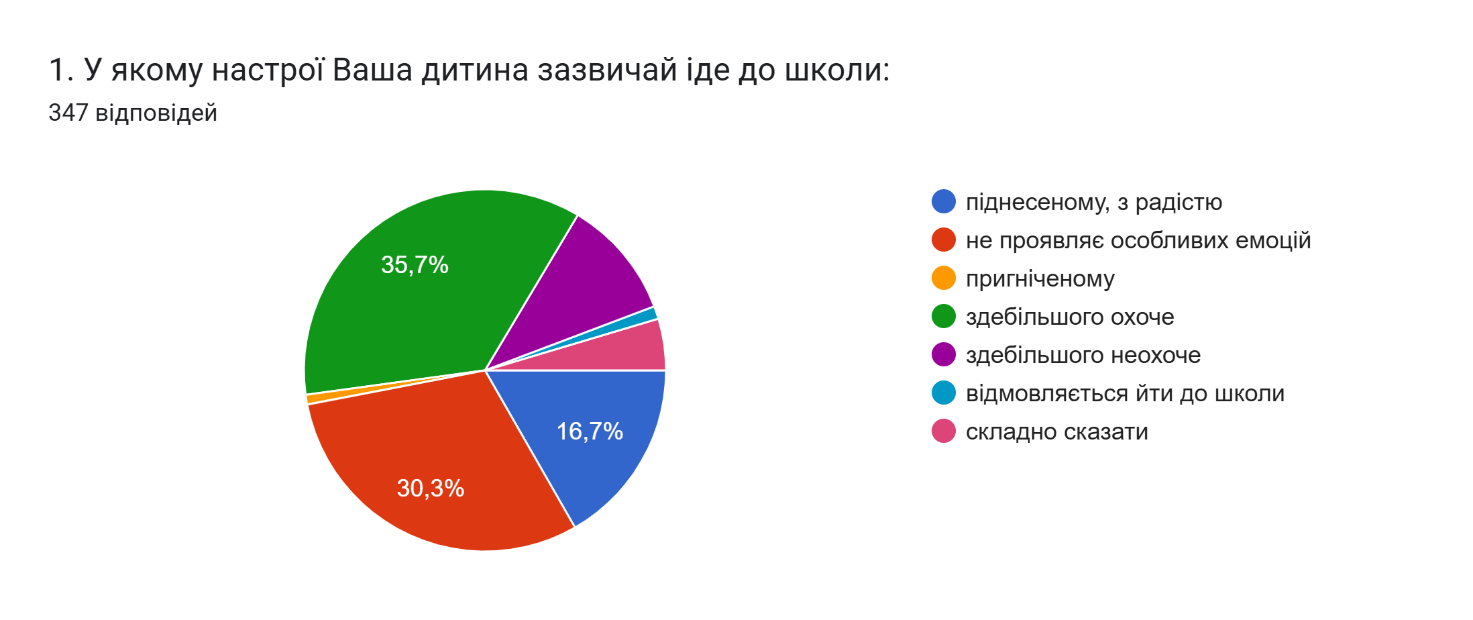 1. У якому настрої Ваша дитина зазвичай іде до школи:
347 відповідей
35,7%
16,7%
30,3%
піднесеному, з радістю
не проявляє особливих емоцій
пригніченому
здебільшого охоче
здебільшого неохоче
відмовляється йти до школи
складно сказати